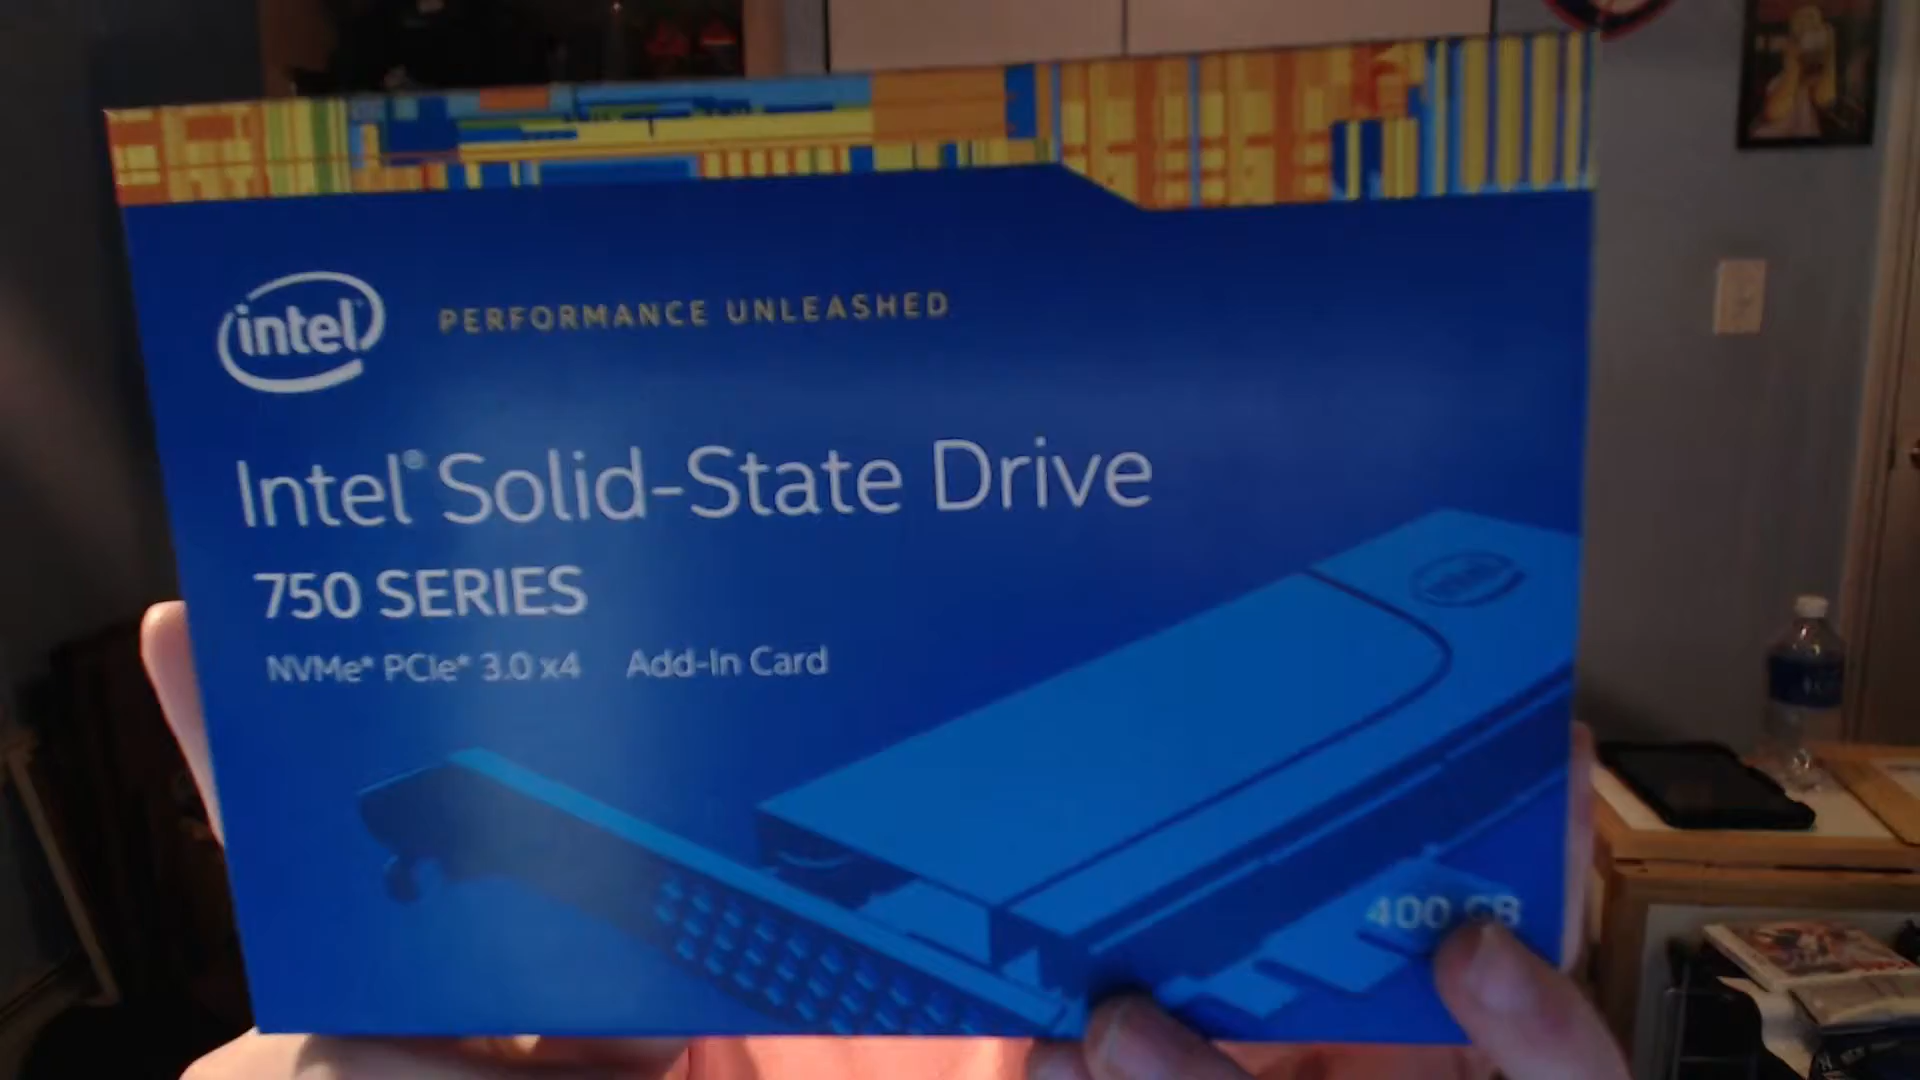 intel
PERFORMANCE UNLEASHED
Intel® Solid-State Drive
750 SERIES
NVMe* PCIe* 3.0 x4 Add-In Card
intel
400 GB